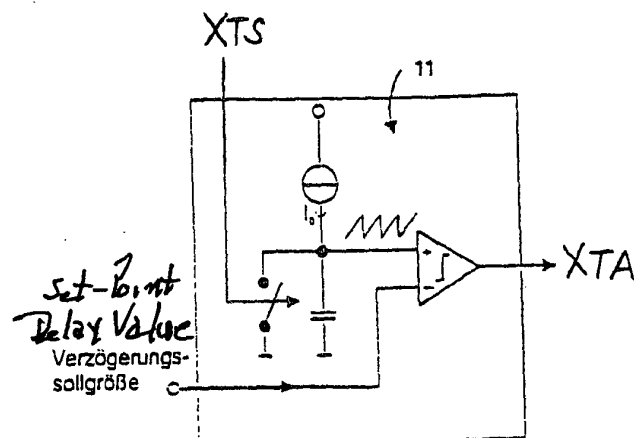 XTS
11
I₀
+
−
XTA
Set-Point
Delay Value
Verzögerungs-
sollgröße